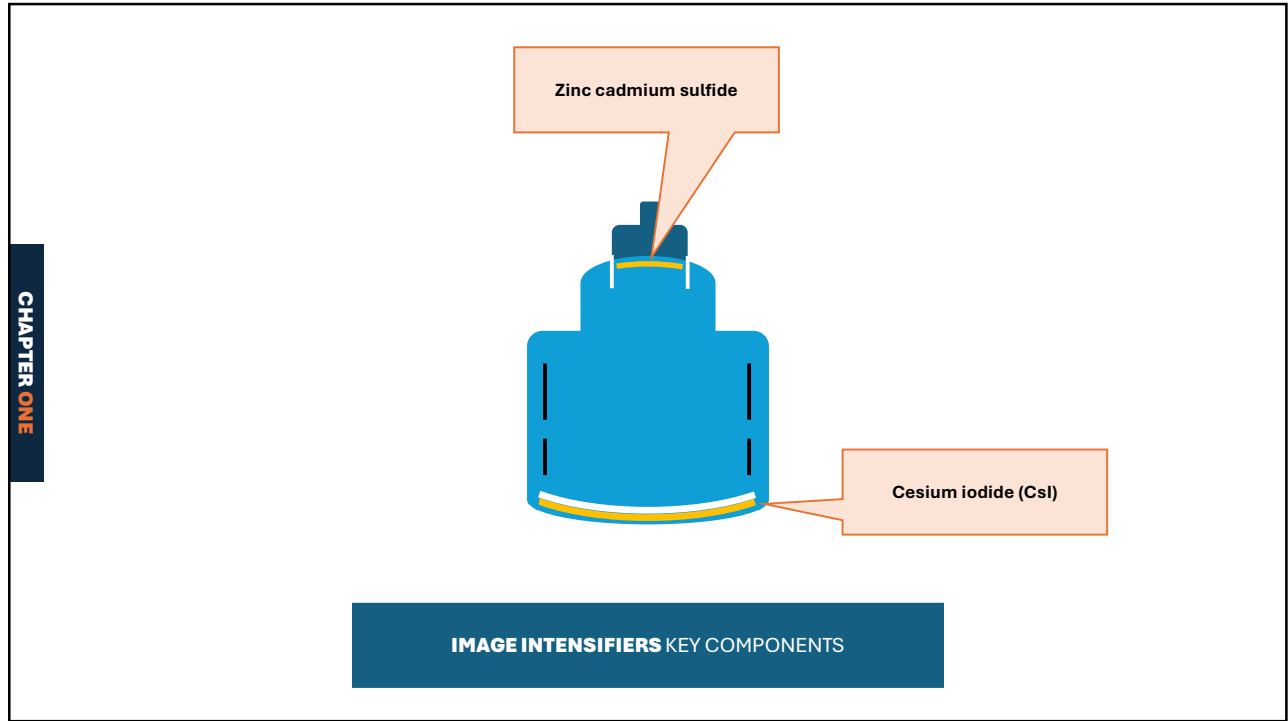 Zinc cadmium sulfide
CHAPTER ONE
Cesium iodide (CsI)
IMAGE INTENSIFIERS KEY COMPONENTS